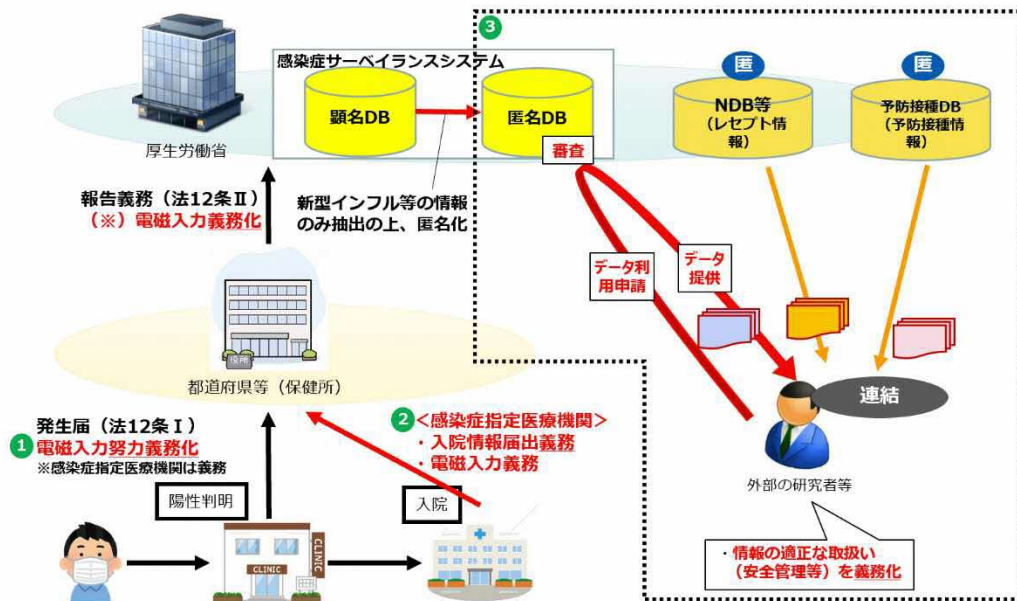 3
感染症サーベイランスシステム
顕名DB
匿名DB
審査
匿
NDB等
(レセプト情
報)
匿
予防接種DB
(予防接種情
報)
厚生労働省
報告義務(法12条Ⅱ)
(※)電磁入力義務化
新型インフル等の情報
のみ抽出の上、匿名化
データ利
用申請
データ
提供
役所
都道府県等(保健所)
連結
発生届(法12条Ⅰ)
1 電磁入力努力義務化
※感染症指定医療機関は義務
2 <感染症指定医療機関>
・入院情報届出義務
・電磁入力義務
陽性判明
入院
外部の研究者等
CLINIC
CLINIC
・情報の適正な取扱い
(安全管理等)を義務化